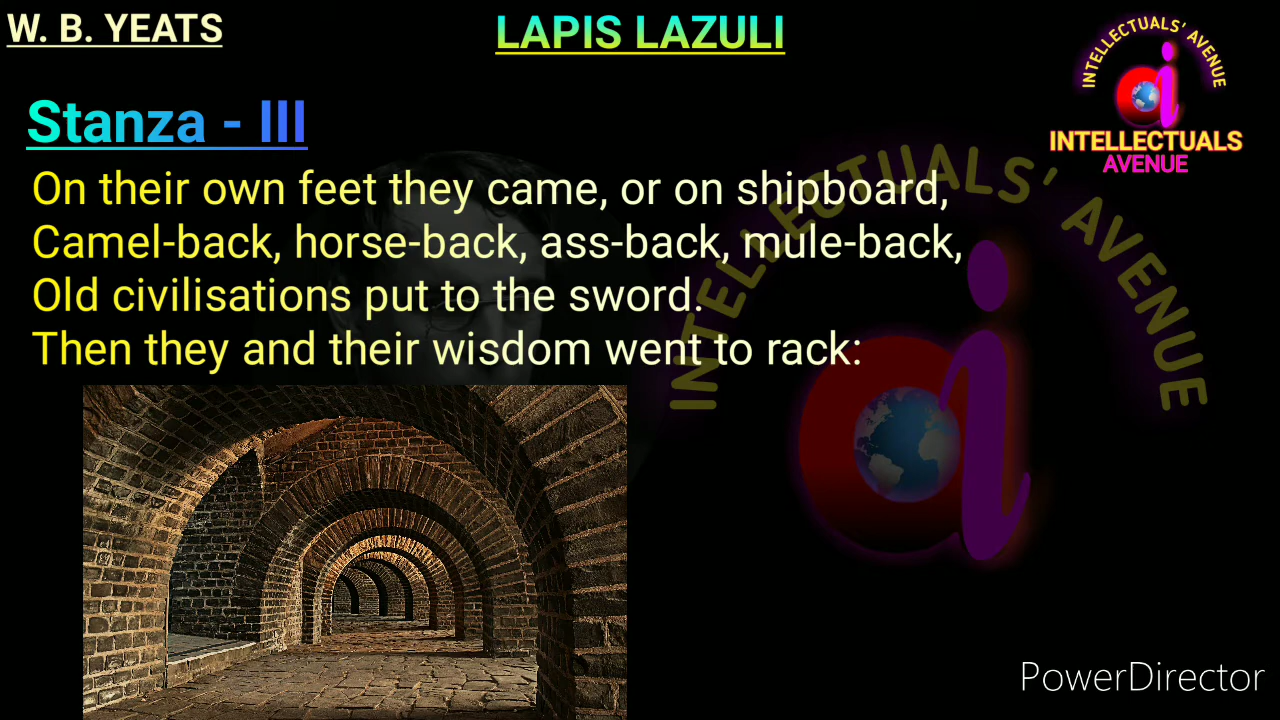 W. B. YEATS
LAPIS LAZULI
INTELLECTUALS' AVENUE
INTELLECTUALS
AVENUE
Stanza - III
On their own feet they came, or on shipboard,
Camel-back, horse-back, ass-back, mule-back,
Old civilisations put to the sword.
Then they and their wisdom went to rack:
INTELLECTUALS' AVENUE
PowerDirector